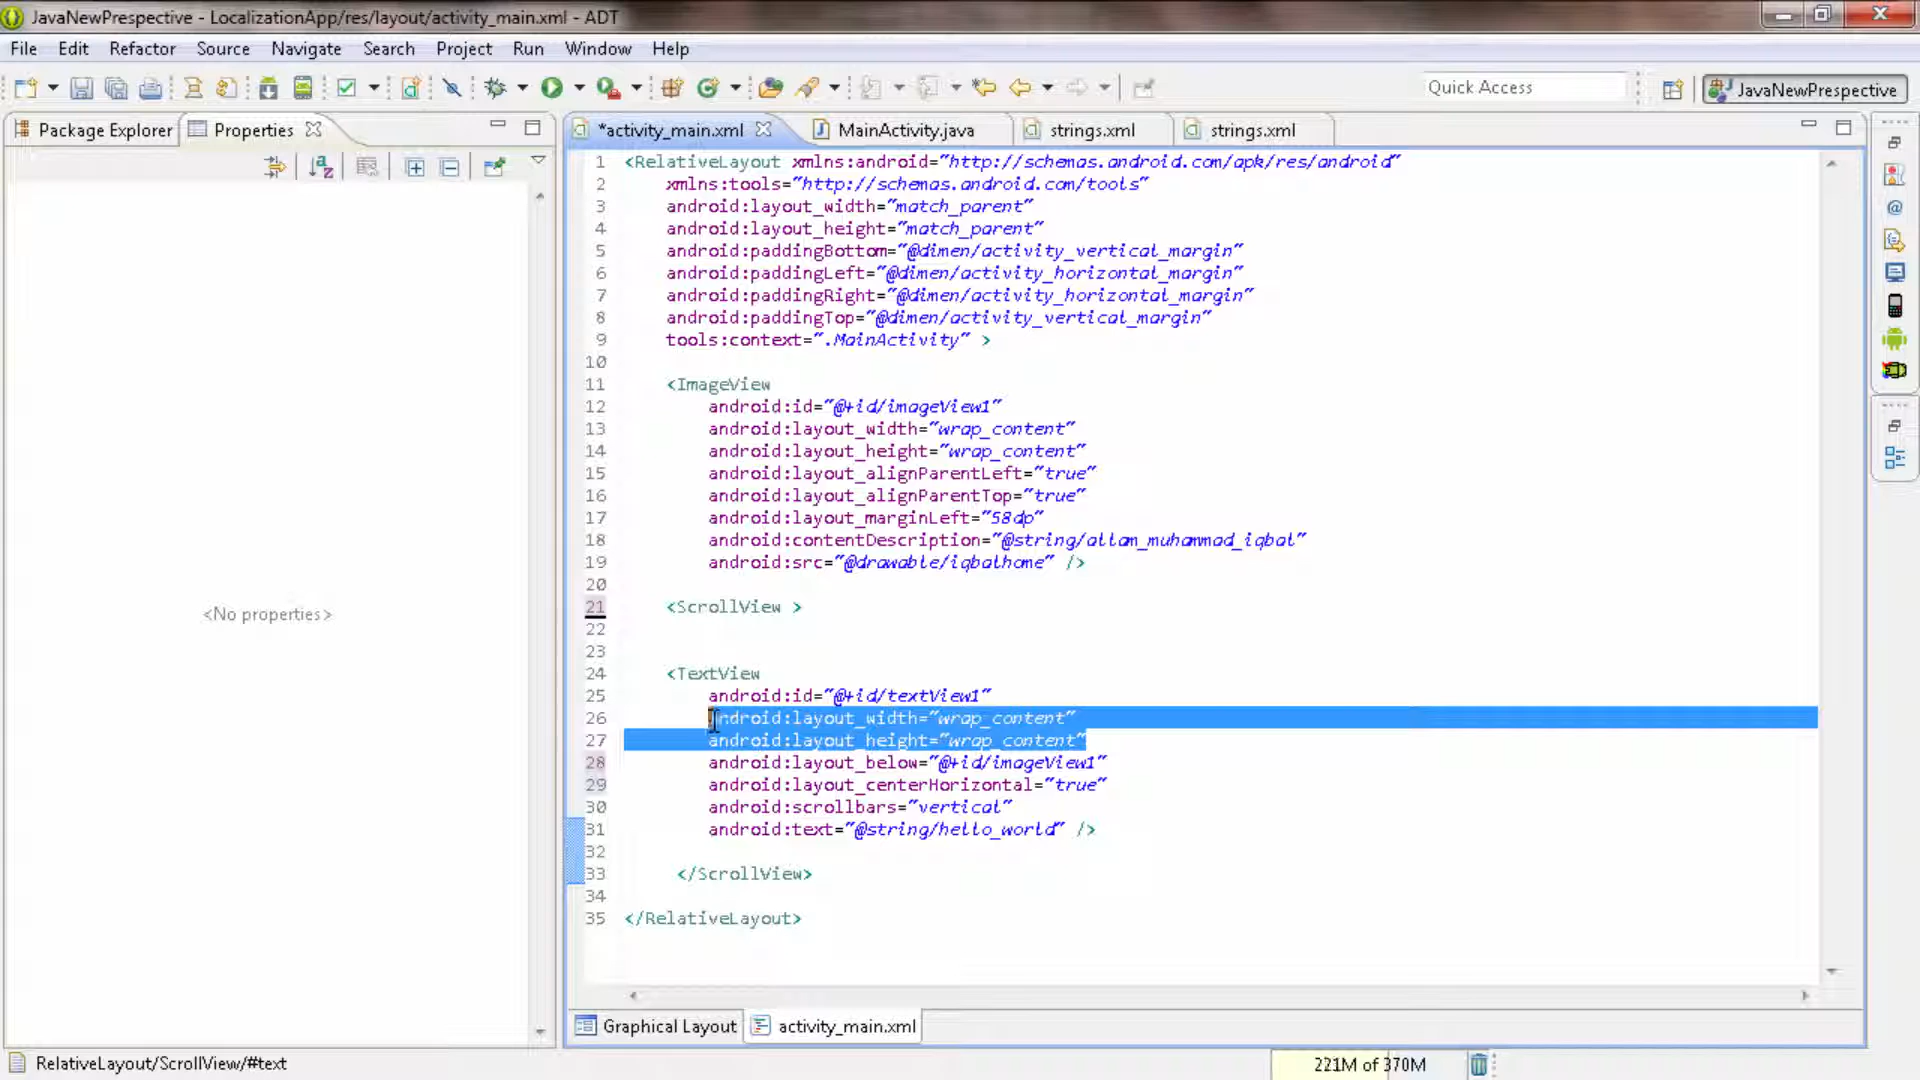 JavaNewPrespective - LocalizationApp/res/layout/activity_main.xml - ADT
File Edit Refactor Source Navigate Search Project Run Window Help
Quick Access
JavaNewPrespective
Package Explorer
Properties
*activity_main.xml
MainActivity.java
strings.xml
strings.xml
<No properties>
1 <RelativeLayout xmlns:android="http://schemas.android.com/apk/res/android"
2 xmlns:tools="http://schemas.android.com/tools"
3 android:layout_width="match_parent"
4 android:layout_height="match_parent"
5 android:paddingBottom="@dimen/activity_vertical_margin"
6 android:paddingLeft="@dimen/activity_horizontal_margin"
7 android:paddingRight="@dimen/activity_horizontal_margin"
8 android:paddingTop="@dimen/activity_vertical_margin"
9 tools:context=".MainActivity" >
10
11 <ImageView
12 android:id="@+id/imageView1"
13 android:layout_width="wrap_content"
14 android:layout_height="wrap_content"
15 android:layout_alignParentLeft="true"
16 android:layout_alignParentTop="true"
17 android:layout_marginLeft="58dp"
18 android:contentDescription="@string/allam_muhammad_iqbal"
19 android:src="@drawable/iqbalhome" />
20
21 <ScrollView >
22
23
24 <TextView
25 android:id="@+id/textView1"
26 android:layout_width="wrap_content"
27 android:layout_height="wrap_content"
28 android:layout_below="@+id/imageView1"
29 android:layout_centerHorizontal="true"
30 android:scrollbars="vertical"
31 android:text="@string/hello_world" />
32
33 </ScrollView>
34
35 </RelativeLayout>
Graphical Layout
activity_main.xml
RelativeLayout/ScrollView/#text
221M of 370M